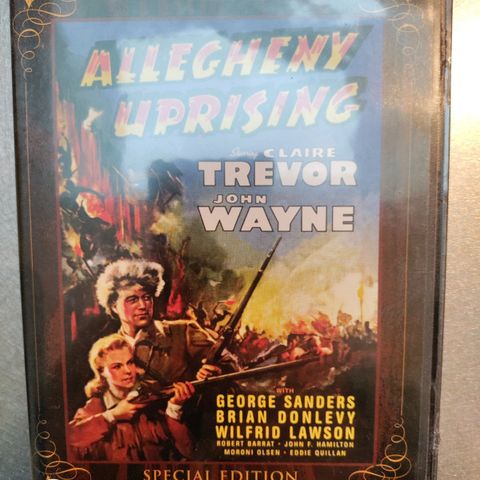 ALLEGHENY
UPRISING
Starring CLAIRE
TREVOR
JOHN
WAYNE
WITH
GEORGE SANDERS
BRIAN DONLEVY
WILFRID LAWSON
ROBERT BARRAT • JOHN F. HAMILTON
MORONI OLSEN • EDDIE QUILLAN
SPECIAL EDITION